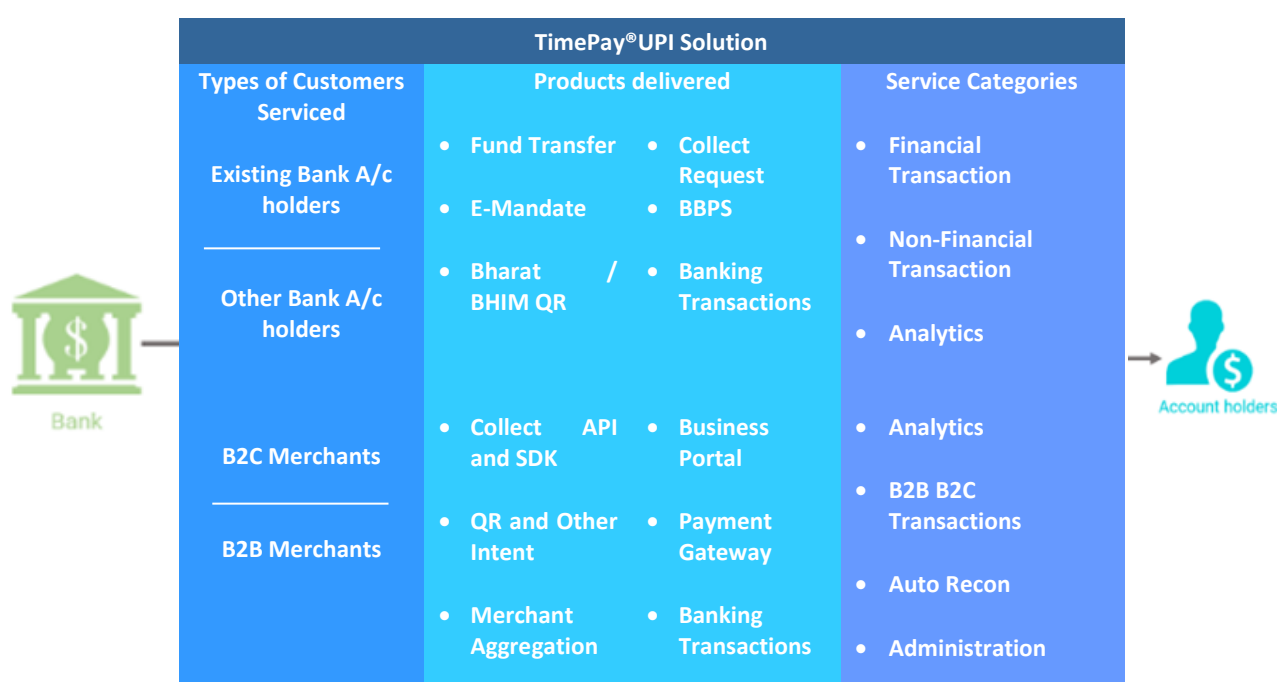 TimePay®UPI Solution
Types of Customers
Serviced
Existing Bank A/c
holders
Other Bank A/c
holders
B2C Merchants
B2B Merchants
Products delivered
• Fund Transfer
• Collect
Request
• E-Mandate
• BBPS
• Bharat /
BHIM QR
• Banking
Transactions
• Collect API
and SDK
• Business
Portal
• QR and Other
Intent
• Payment
Gateway
• Merchant
Aggregation
• Banking
Transactions
Service Categories
• Financial
Transaction
• Non-Financial
Transaction
• Analytics
• Analytics
• B2B B2C
Transactions
• Auto Recon
• Administration
Bank
Account holders
$
$